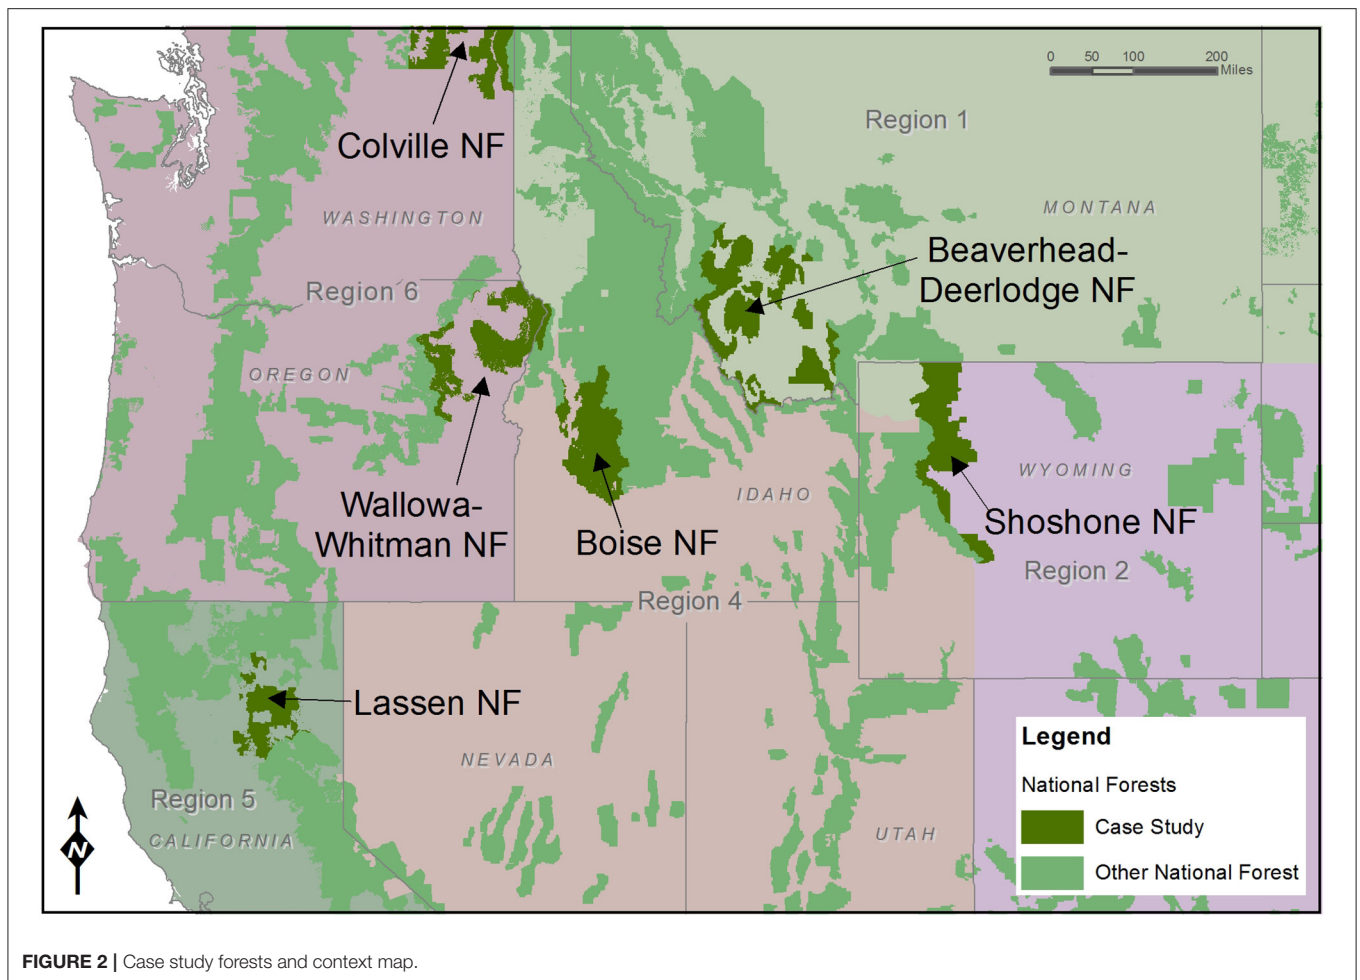 0 50 100 200
Miles
Region 1
Colville NF
MONTANA
WASHINGTON
Beaverhead-
Deerlodge NF
Region 6
OREGON
WYOMING
IDAHO
Wallowa-
Whitman NF
Boise NF
Shoshone NF
Region 2
Region 4
Lassen NF
Legend
NEVADA
National Forests
Region 5
Case Study
CALIFORNIA
UTAH
N
Other National Forest
FIGURE 2 | Case study forests and context map.